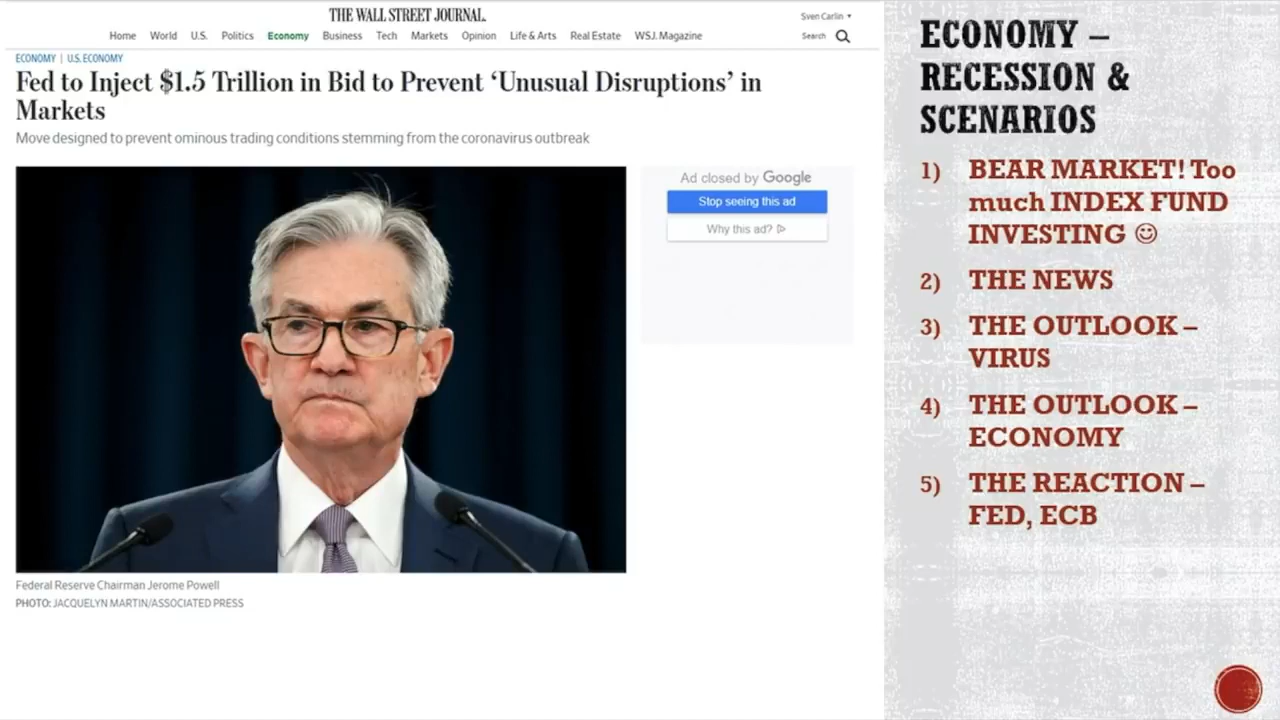 THE WALL STREET JOURNAL.
Sven Carlin ▾
Home World U.S. Politics Economy Business Tech Markets Opinion Life & Arts Real Estate WSJ. Magazine
Search
ECONOMY | U.S. ECONOMY
Fed to Inject $1.5 Trillion in Bid to Prevent ‘Unusual Disruptions’ in
Markets
Move designed to prevent ominous trading conditions stemming from the coronavirus outbreak
Ad closed by Google
Stop seeing this ad
Why this ad?
Federal Reserve Chairman Jerome Powell
PHOTO: JACQUELYN MARTIN/ASSOCIATED PRESS
ECONOMY –
RECESSION &
SCENARIOS
1) BEAR MARKET! Too
much INDEX FUND
INVESTING ☺
2) THE NEWS
3) THE OUTLOOK –
VIRUS
4) THE OUTLOOK –
ECONOMY
5) THE REACTION –
FED, ECB